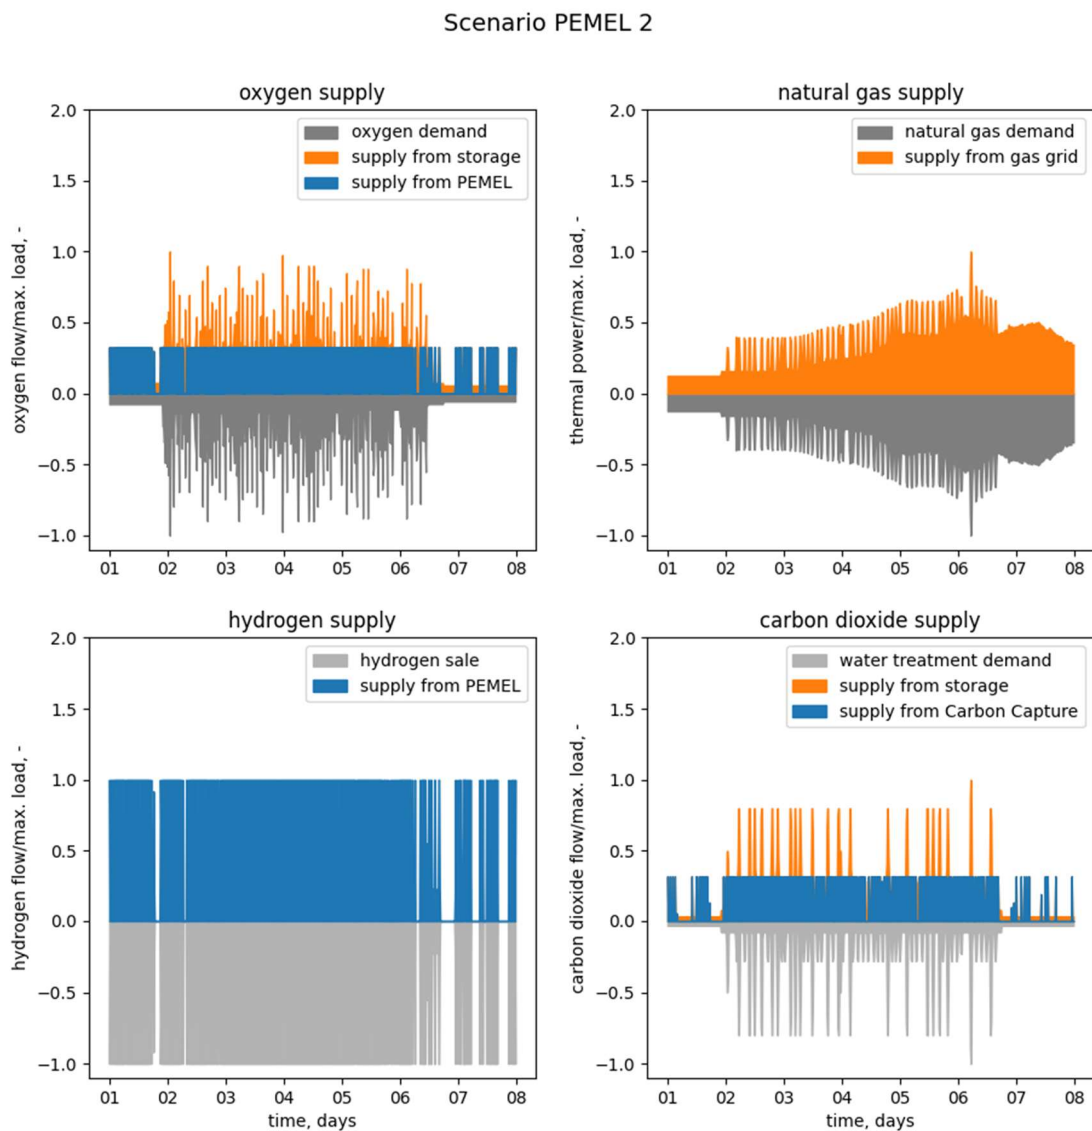 Scenario PEMEL 2
oxygen supply
oxygen flow/max. load, -
2.0
1.5
1.0
0.5
0.0
−0.5
−1.0
01 02 03 04 05 06 07 08
oxygen demand
supply from storage
supply from PEMEL
natural gas supply
thermal power/max. load, -
2.0
1.5
1.0
0.5
0.0
−0.5
−1.0
01 02 03 04 05 06 07 08
natural gas demand
supply from gas grid
hydrogen supply
hydrogen flow/max. load, -
2.0
1.5
1.0
0.5
0.0
−0.5
−1.0
01 02 03 04 05 06 07 08
time, days
hydrogen sale
supply from PEMEL
carbon dioxide supply
carbon dioxide flow/max. load, -
2.0
1.5
1.0
0.5
0.0
−0.5
−1.0
01 02 03 04 05 06 07 08
time, days
water treatment demand
supply from storage
supply from Carbon Capture